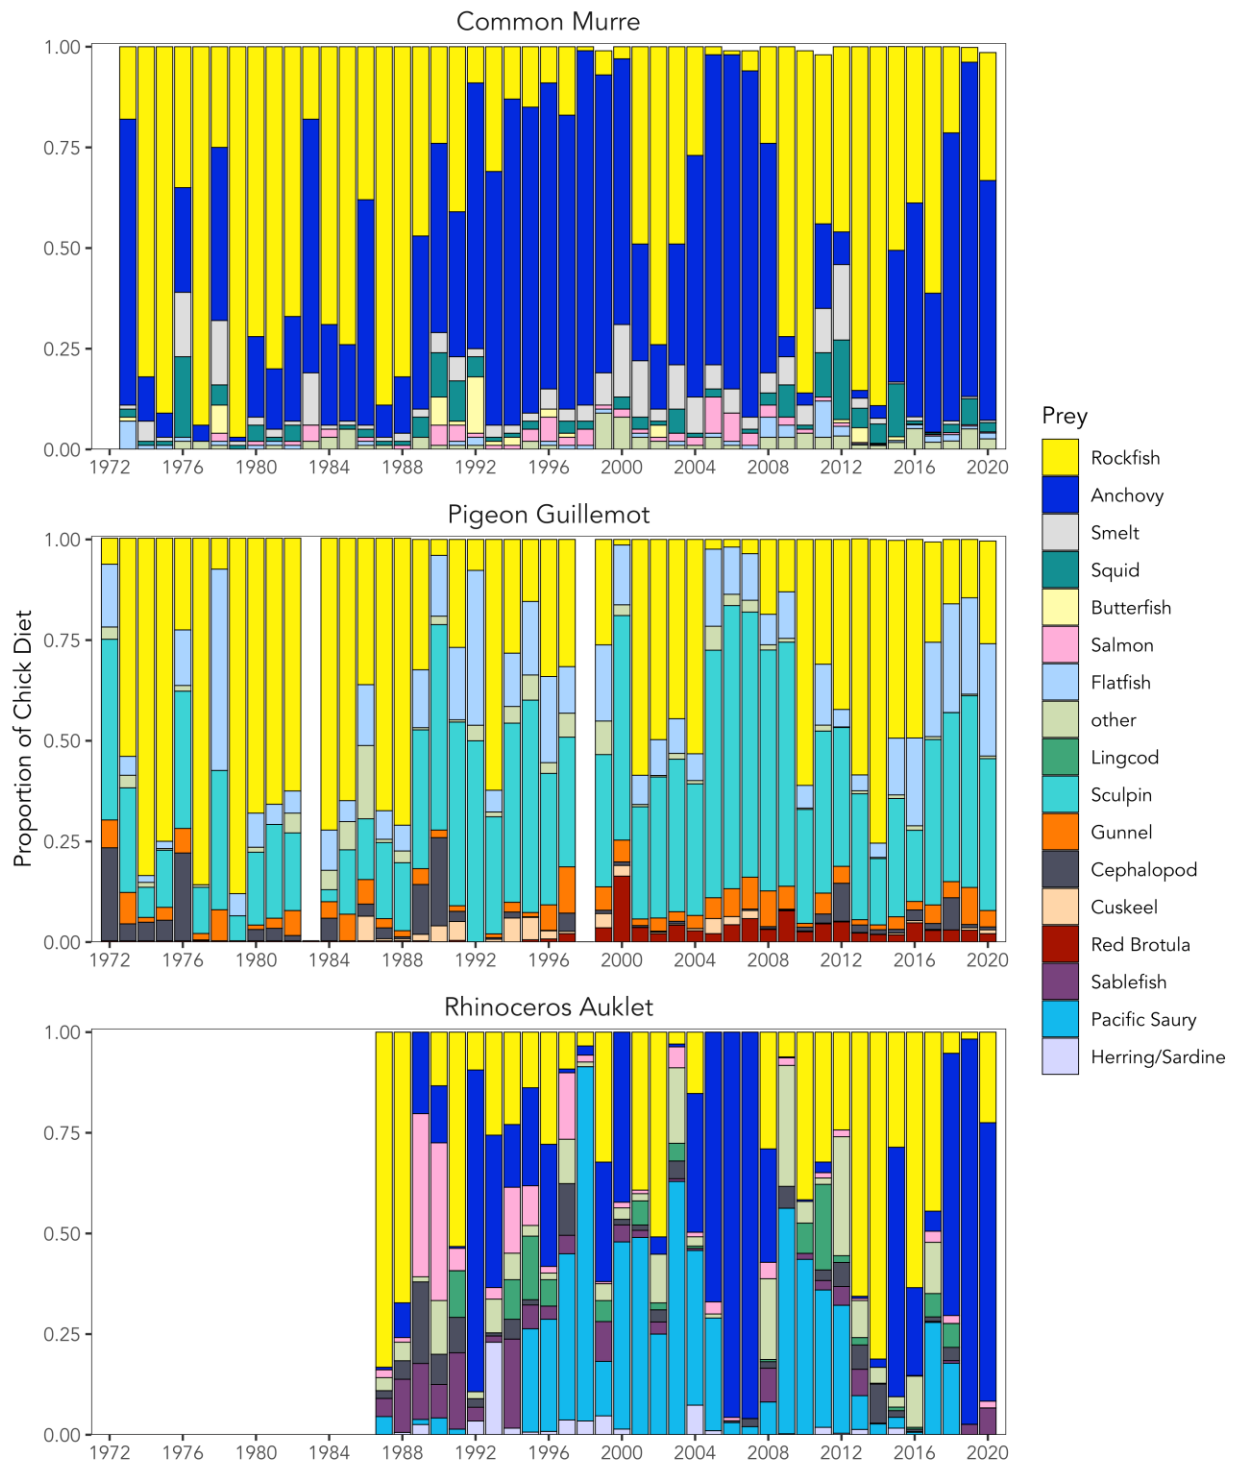 Common Murre
1.00
0.75
0.50
0.25
0.00
1972 1976 1980 1984 1988 1992 1996 2000 2004 2008 2012 2016 2020
Pigeon Guillemot
1.00
0.75
0.50
0.25
0.00
1972 1976 1980 1984 1988 1992 1996 2000 2004 2008 2012 2016 2020
Proportion of Chick Diet
Rhinoceros Auklet
1.00
0.75
0.50
0.25
0.00
1972 1976 1980 1984 1988 1992 1996 2000 2004 2008 2012 2016 2020
Prey
Rockfish
Anchovy
Smelt
Squid
Butterfish
Salmon
Flatfish
other
Lingcod
Sculpin
Gunnel
Cephalopod
Cuskeel
Red Brotula
Sablefish
Pacific Saury
Herring/Sardine